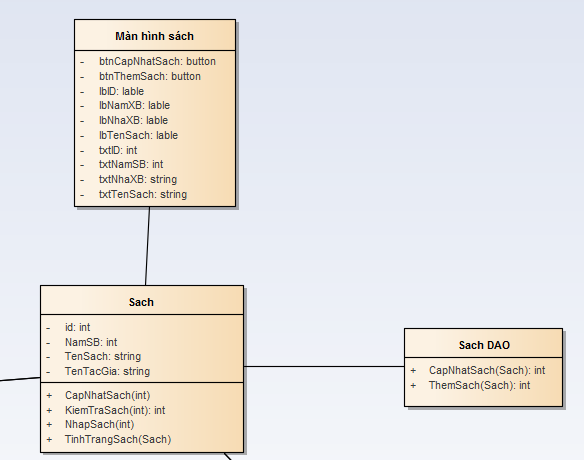 Màn hình sách
- btnCapNhatSach: button
- btnThemSach: button
- lbID: lable
- lbNamXB: lable
- lbNhaXB: lable
- lbTenSach: lable
- txtID: int
- txtNamSB: int
- txtNhaXB: string
- txtTenSach: string
Sach
- id: int
- NamSB: int
- TenSach: string
- TenTacGia: string
+ CapNhatSach(int)
+ KiemTraSach(int): int
+ NhapSach(int)
+ TinhTrangSach(Sach)
Sach DAO
+ CapNhatSach(Sach): int
+ ThemSach(Sach): int